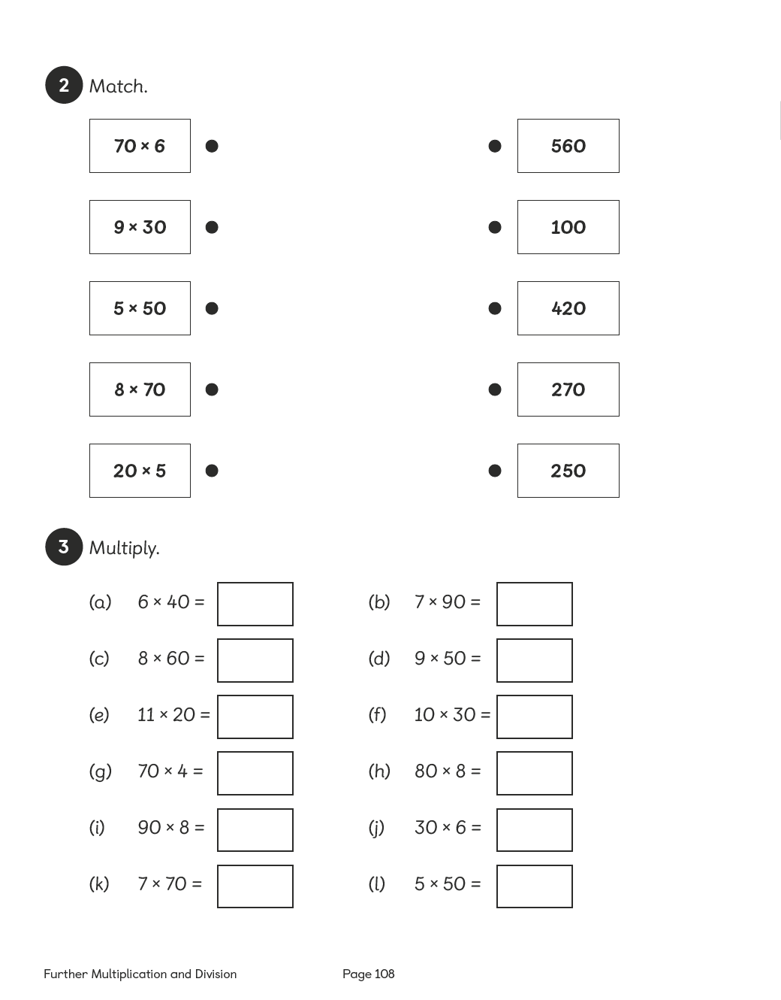 2 Match.
70 × 6 560
9 × 30 100
5 × 50 420
8 × 70 270
20 × 5 250
3 Multiply.
(a) 6 × 40 = (b) 7 × 90 =
(c) 8 × 60 = (d) 9 × 50 =
(e) 11 × 20 = (f) 10 × 30 =
(g) 70 × 4 = (h) 80 × 8 =
(i) 90 × 8 = (j) 30 × 6 =
(k) 7 × 70 = (l) 5 × 50 =
Further Multiplication and Division Page 108